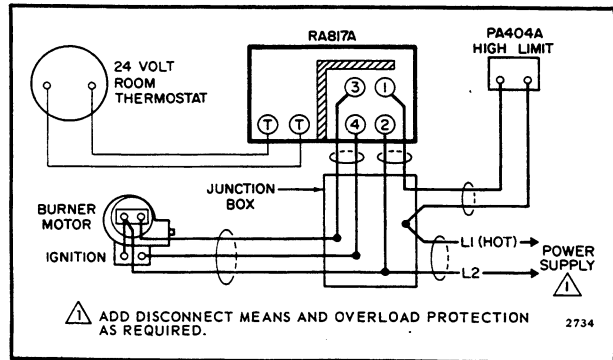 RA817A
PA404A
HIGH LIMIT
24 VOLT
ROOM
THERMOSTAT
3 1
T T 4 2
JUNCTION
BOX
BURNER
MOTOR
IGNITION
L1 (HOT)
L2
POWER
SUPPLY
1
1 ADD DISCONNECT MEANS AND OVERLOAD PROTECTION
AS REQUIRED.
2734